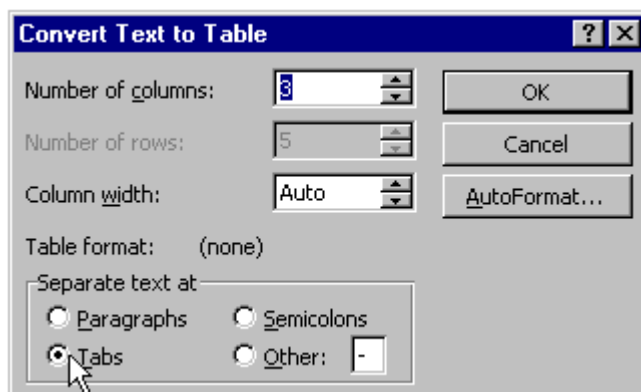 Convert Text to Table
Number of columns: 3 OK
Number of rows: 5 Cancel
Column width: Auto AutoFormat...
Table format: (none)
Separate text at
Paragraphs Semicolons
Tabs Other: -